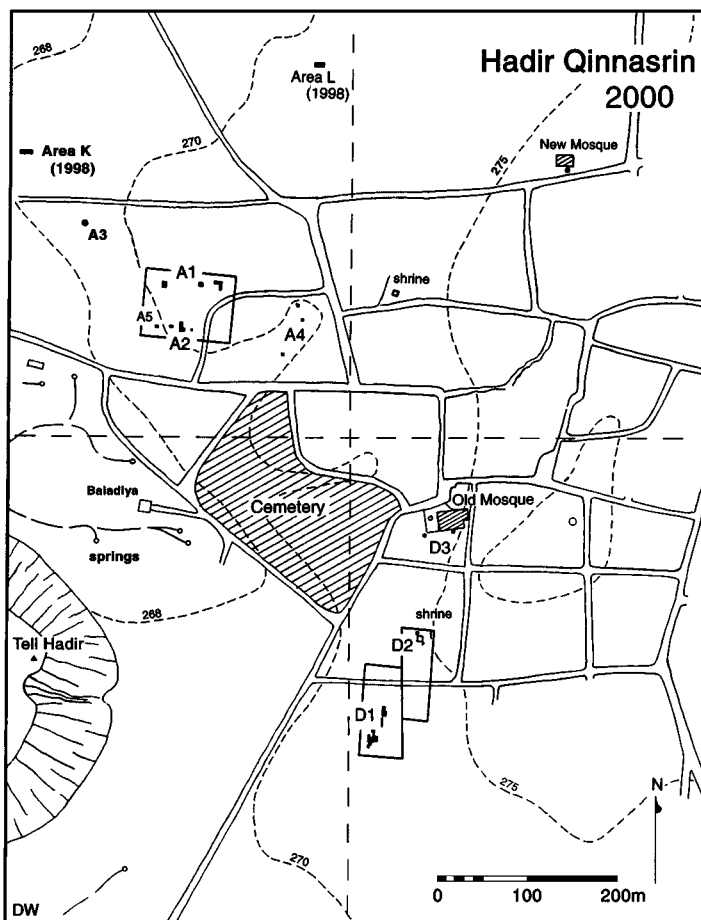 268
Area L
(1998)
Hadir Qinnasrin
2000
Area K
(1998)
270
275
New Mosque
A3
A1
shrine
A5
A2
A4
Baladiya
Cemetery
Old Mosque
springs
D3
268
shrine
Tell Hadir
D2
D1
275
N
270
0 100 200m
DW